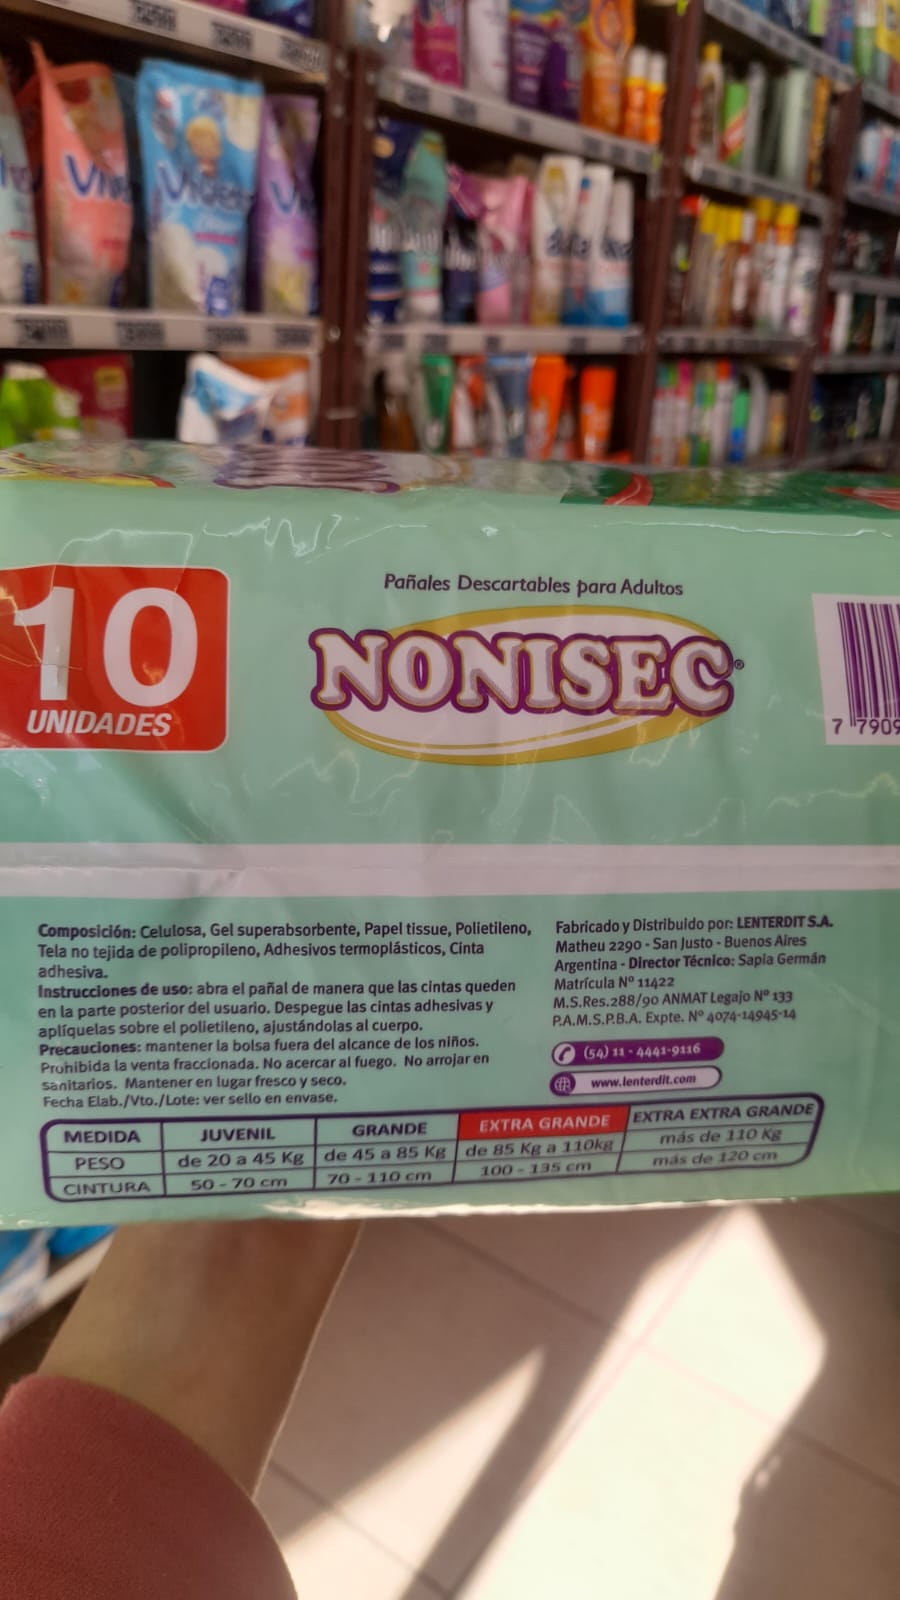 Vive
10
UNIDADES
Pañales Descartables para Adultos
NONISEC®
7 7909
Composición: Celulosa, Gel superabsorbente, Papel tissue, Polietileno,
Tela no tejida de polipropileno, Adhesivos termoplásticos, Cinta
adhesiva.
Instrucciones de uso: abra el pañal de manera que las cintas queden
en la parte posterior del usuario. Despegue las cintas adhesivas y
aplíquelas sobre el polietileno, ajustándolas al cuerpo.
Precauciones: mantener la bolsa fuera del alcance de los niños.
Prohibida la venta fraccionada. No acercar al fuego. No arrojar en
sanitarios. Mantener en lugar fresco y seco.
Fecha Elab./Vto./Lote: ver sello en envase.
Fabricado y Distribuido por: LENTERDIT S.A.
Matheu 2290 - San Justo - Buenos Aires
Argentina - Director Técnico: Sapia Germán
Matrícula Nº 11422
M.S.Res.288/90 ANMAT Legajo Nº 133
P.A.M.S.P.B.A. Expte. Nº 4074-14945-14
(54) 11 - 4441-9116
www.lenterdit.com
MEDIDA JUVENIL GRANDE EXTRA GRANDE EXTRA EXTRA GRANDE
PESO de 20 a 45 Kg de 45 a 85 Kg de 85 Kg a 110kg más de 110 Kg
CINTURA 50 - 70 cm 70 - 110 cm 100 - 135 cm más de 120 cm